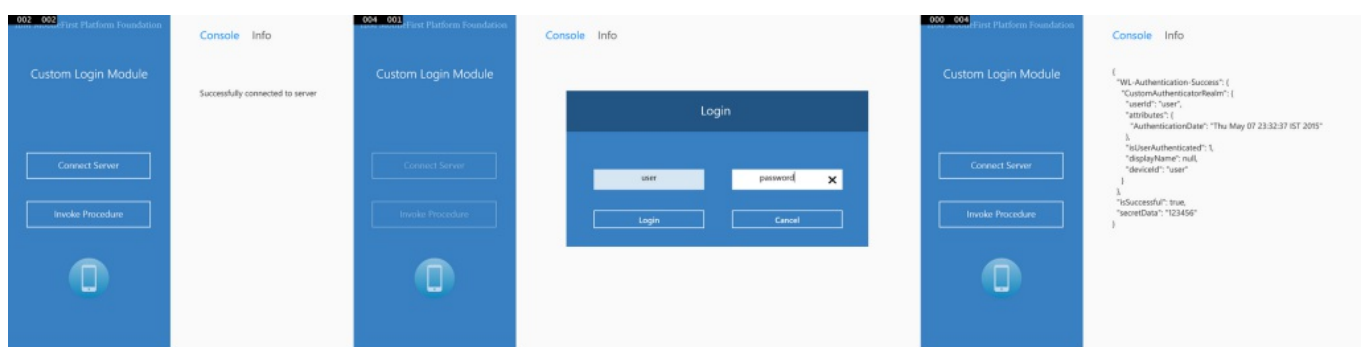 002 002
First Platform Foundation
Console Info
Custom Login Module
Successfully connected to server
Connect Server
Invoke Procedure
004 001
First Platform Foundation
Console Info
Custom Login Module
Login
Connect Server
user password
Invoke Procedure
Login Cancel
000 004
First Platform Foundation
Console Info
Custom Login Module
{
"WL-Authentication-Success": {
"CustomAuthenticatorRealm": {
"userId": "user",
"attributes": {
"AuthenticationDate": "Thu May 07 23:32:37 IST 2015"
},
"isUserAuthenticated": 1,
"displayName": null,
"deviceId": "user"
}
},
"isSuccessful": true,
"secretData": "123456"
}
Connect Server
Invoke Procedure